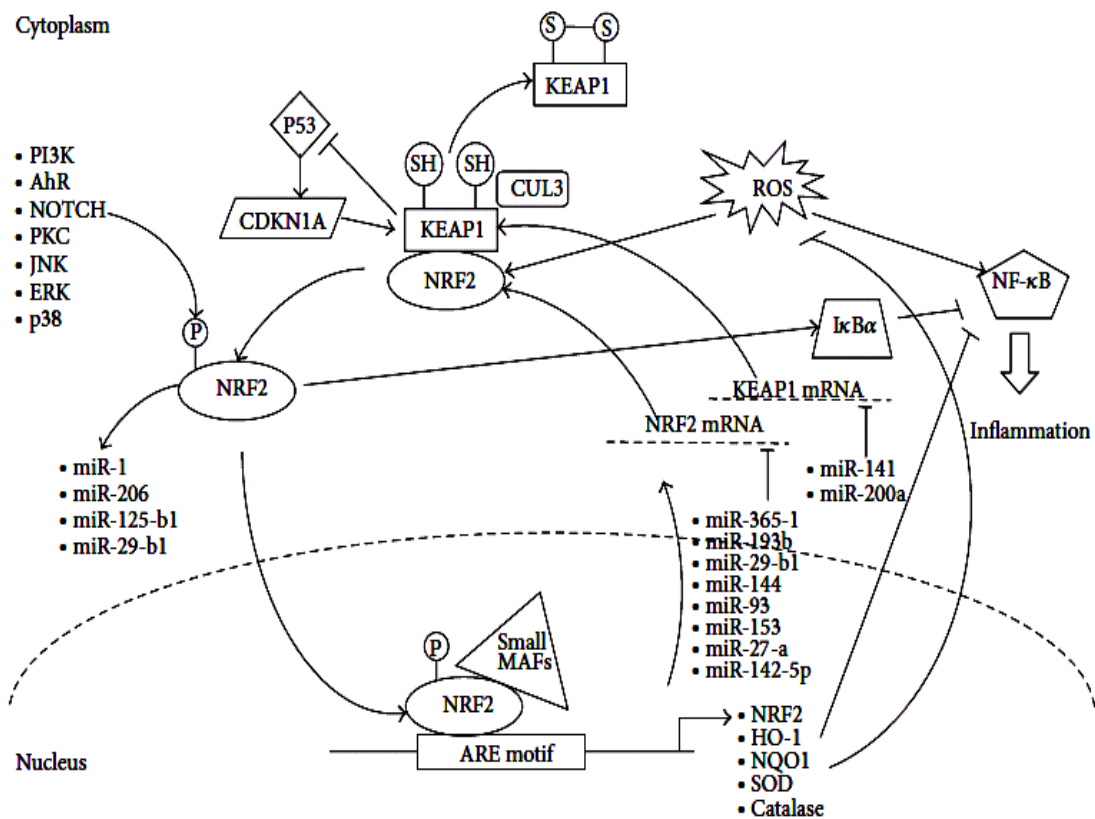 Cytoplasm
S
S
KEAP1
P53
• PI3K
• AhR
• NOTCH
• PKC
• JNK
• ERK
• p38
SH
SH
CUL3
CDKN1A
KEAP1
NRF2
ROS
NF-κB
IκBα
P
NRF2
KEAP1 mRNA
NRF2 mRNA
Inflammation
• miR-1
• miR-206
• miR-125-b1
• miR-29-b1
• miR-141
• miR-200a
• miR-365-1
• miR-193b
• miR-29-b1
• miR-144
• miR-93
• miR-153
• miR-27-a
• miR-142-5p
P
Small
MAFs
NRF2
ARE motif
• NRF2
• HO-1
• NQO1
• SOD
• Catalase
Nucleus